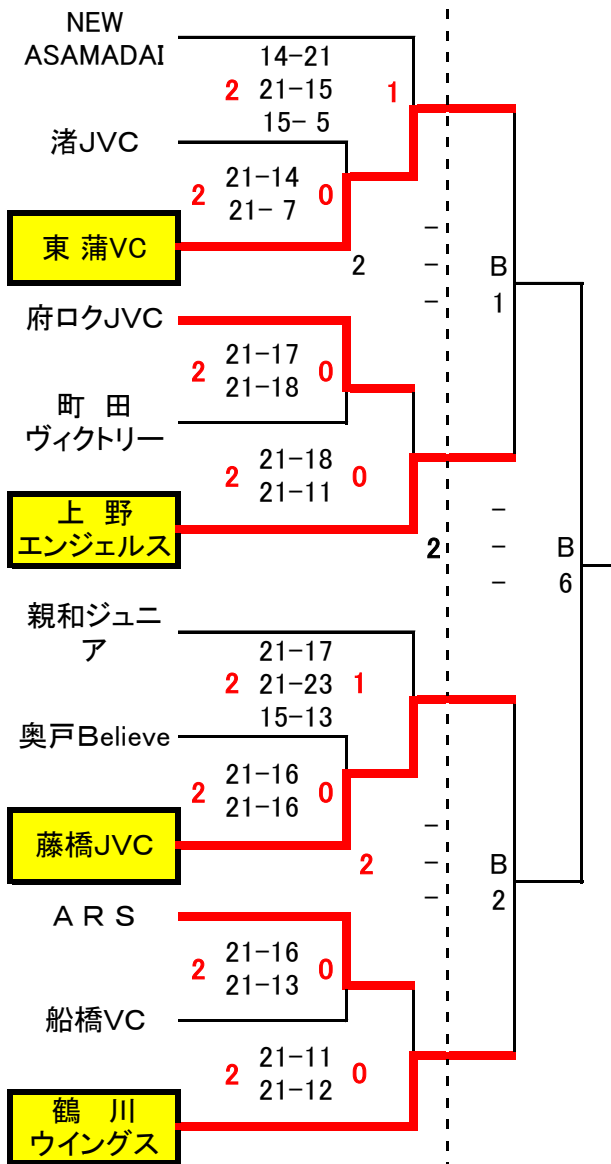 NEW
ASAMADAI
14-21
2 21-15 1
15- 5
渚JVC
2 21-14 0
21- 7
東 蒲VC
2
-
-
-
B
1
府ロクJVC
2 21-17 0
21-18
町 田
ヴィクトリー
2 21-18 0
21-11
上 野
エンジェルス
2
-
-
-
B
6
親和ジュニ
ア
21-17
2 21-23 1
15-13
奥戸Believe
2 21-16 0
21-16
藤橋JVC
2
-
-
-
B
2
ARS
2 21-16 0
21-13
船橋VC
2 21-11 0
21-12
鶴 川
ウイングス